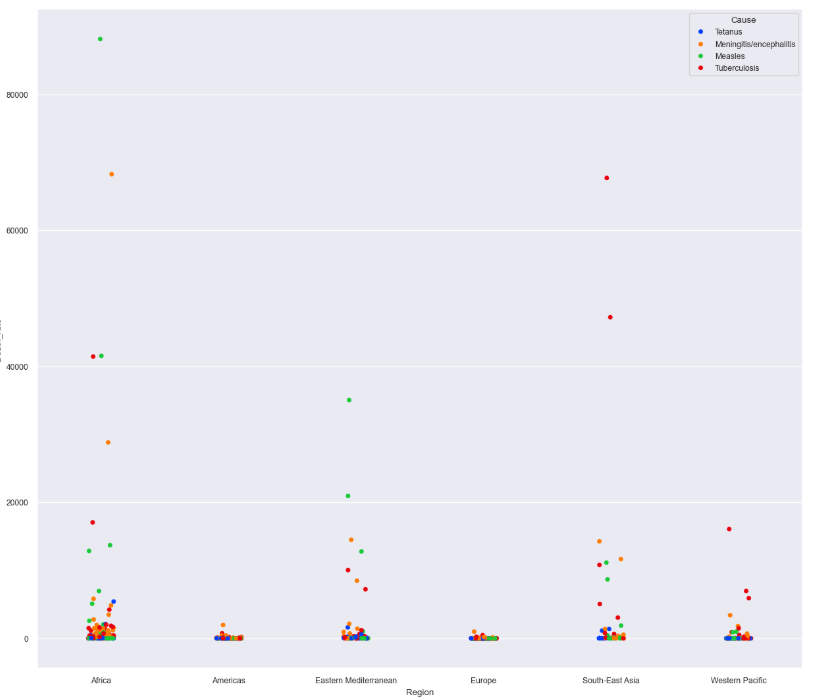 Cause
Tetanus
Meningitis/encephalitis
Measles
Tuberculosis
80000
60000
40000
20000
0
Africa
Americas
Eastern Mediterranean
Europe
South-East Asia
Western Pacific
Region